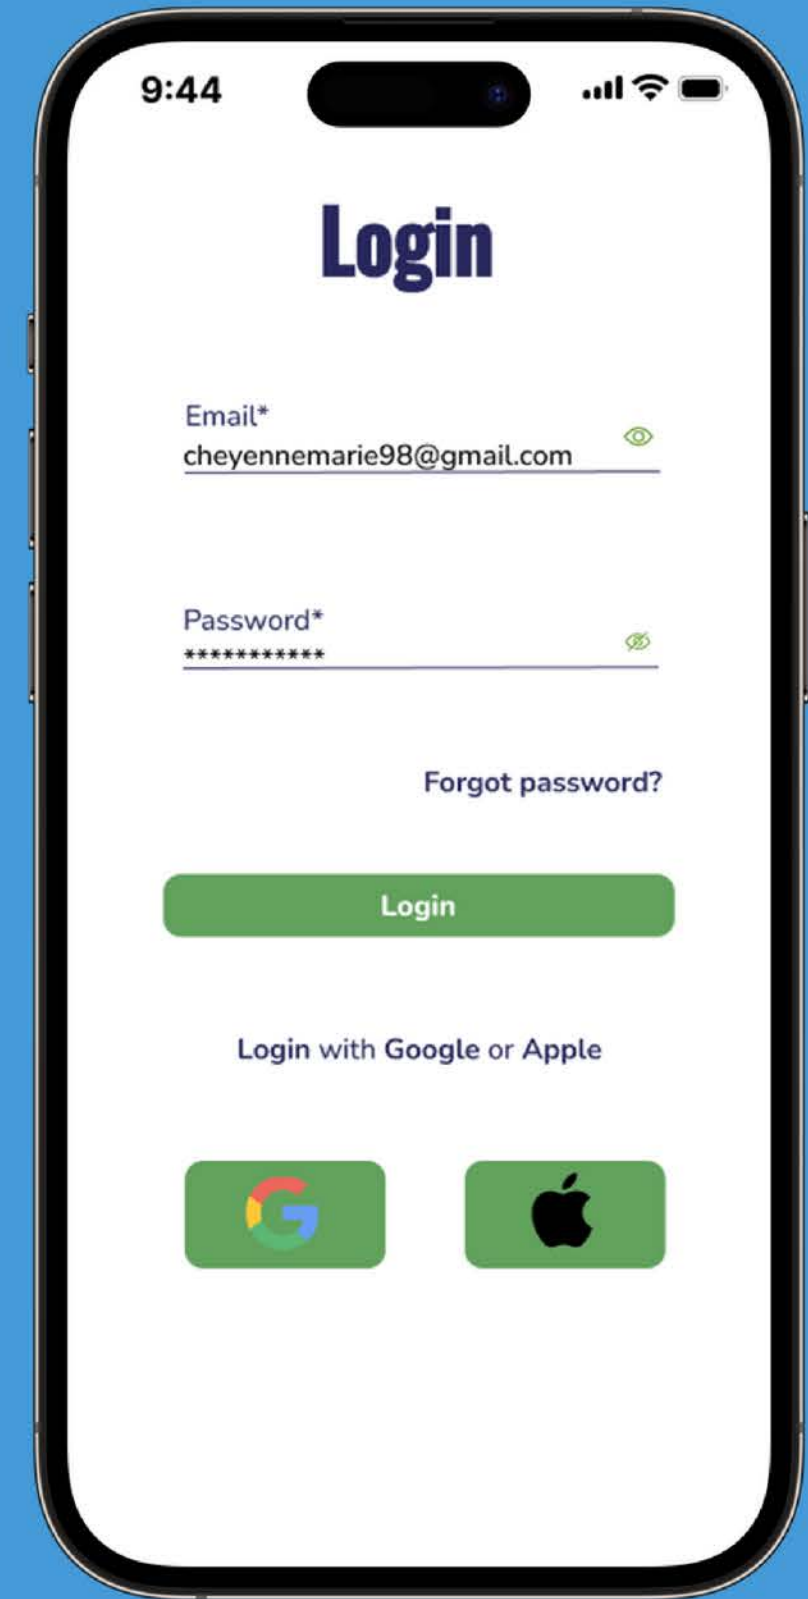 9:44
Login
Email*
cheyennemarie98@gmail.com
Password*
***********
Forgot password?
Login
Login with Google or Apple